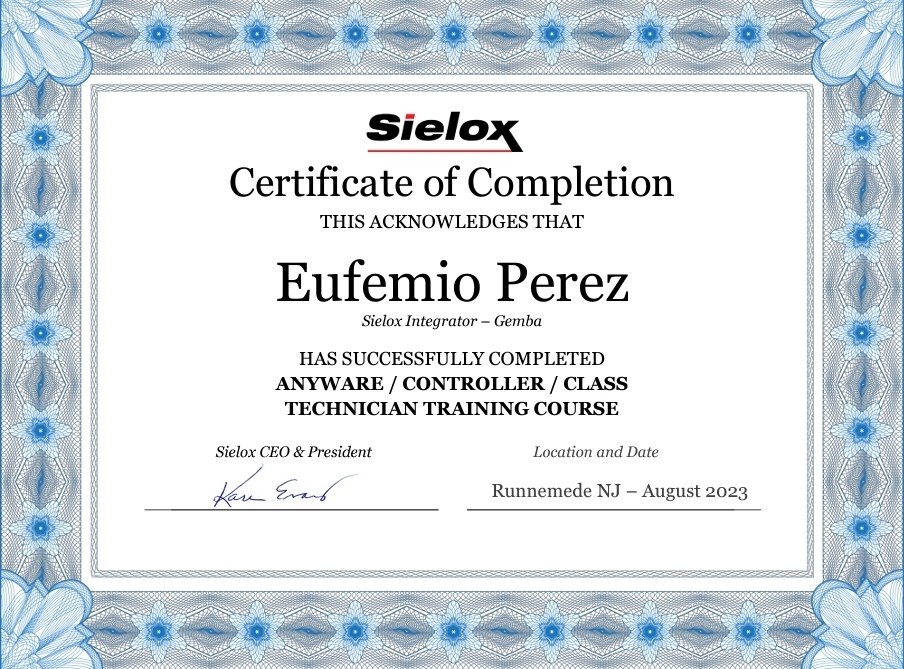 Sielox
Certificate of Completion
THIS ACKNOWLEDGES THAT
Eufemio Perez
Sielox Integrator – Gemba
HAS SUCCESSFULLY COMPLETED
ANYWARE / CONTROLLER / CLASS
TECHNICIAN TRAINING COURSE
Sielox CEO & President
Location and Date
Karen Evans
Runnemede NJ – August 2023